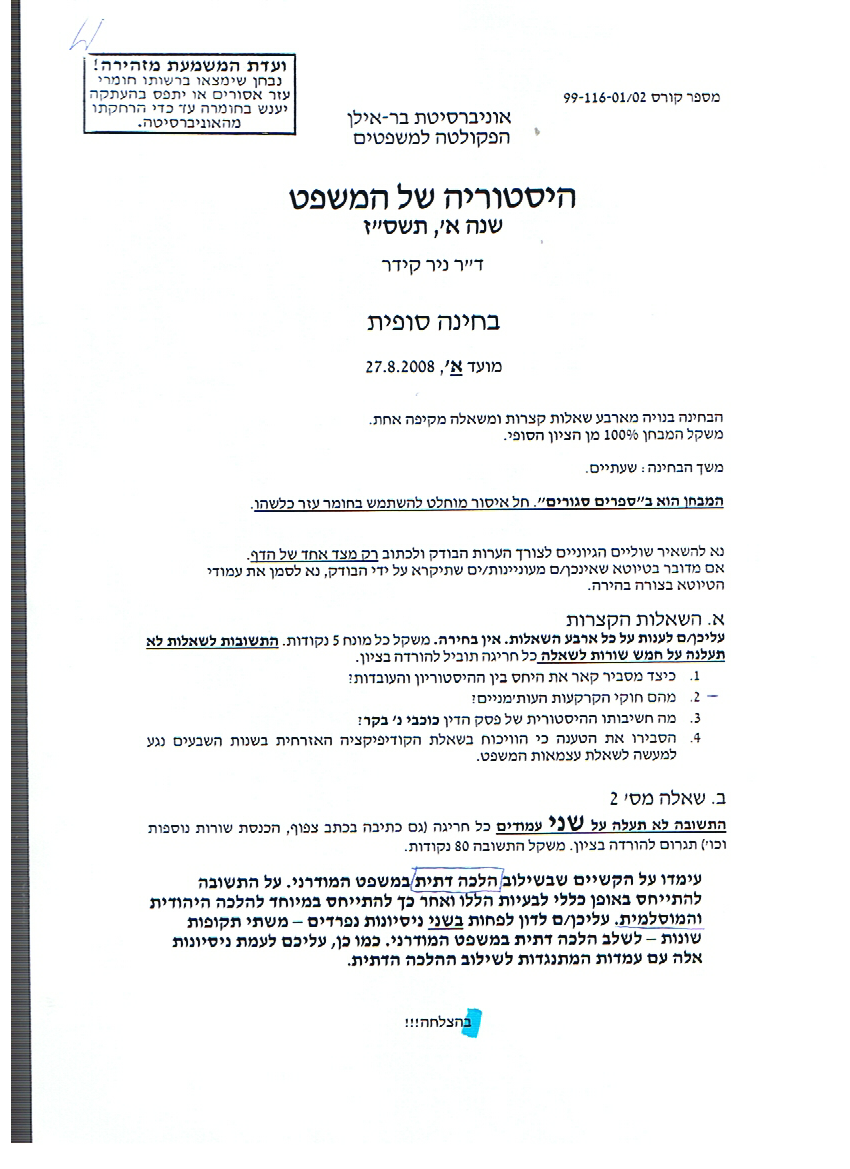 ועדת המשמעת מזהירה!
נבחן שימצאו ברשותו חומרי
עזר אסורים או יתפס בהעתקה
יענש בחומרה עד כדי הרחקתו
מהאוניברסיטה.
מספר קורס 99-116-01/02
אוניברסיטת בר-אילן
הפקולטה למשפטים
היסטוריה של המשפט
שנה א', תשס"ז
ד"ר ניר קידר
בחינה סופית
מועד א', 27.8.2008
הבחינה בנויה מארבע שאלות קצרות ומשאלה מקיפה אחת.
משקל המבחן 100% מן הציון הסופי.
משך הבחינה: שעתיים.
המבחן הוא ב"ספרים סגורים". חל איסור מוחלט להשתמש בחומר עזר כלשהו.
נא להשאיר שוליים הגיוניים לצורך הערות הבודק ולכתוב רק מצד אחד של הדף.
אם מדובר בטיוטא שאינכן/ם מעוניינות/ים שתיקרא על ידי הבודק, נא לסמן את עמודי
הטיוטא בצורה בהירה.
א. השאלות הקצרות
עליכן/ם לענות על כל ארבע השאלות. אין בחירה. משקל כל מונח 5 נקודות. התשובות לשאלות לא
תעלנה על חמש שורות לשאלה כל חריגה תוביל להורדה בציון.
1. כיצד מסביר קאר את היחס בין ההיסטוריון והעובדות?
2. מהם חוקי הקרקעות העות'מניים?
3. מה חשיבותו ההיסטורית של פסק הדין כוכבי נ' בקר?
4. הסבירו את הטענה כי הוויכוח בשאלת הקודיפיקציה האזרחית בשנות השבעים נגע
למעשה לשאלת עצמאות המשפט.
ב. שאלה מס' 2
התשובה לא תעלה על שני עמודים כל חריגה (גם כתיבה בכתב צפוף, הכנסת שורות נוספות
וכו') תגרום להורדה בציון. משקל התשובה 80 נקודות.
עימדו על הקשיים שבשילוב הלכה דתית במשפט המודרני. על התשובה
להתייחס באופן כללי לבעיות הללו ואחר כך להתייחס במיוחד להלכה היהודית
והמוסלמית. עליכן/ם לדון לפחות בשני ניסיונות נפרדים – משתי תקופות
שונות – לשלב הלכה דתית במשפט המודרני. כמו כן, עליכם לעמת ניסיונות
אלה עם עמדות המתנגדות לשילוב ההלכה הדתית.
בהצלחה!!!